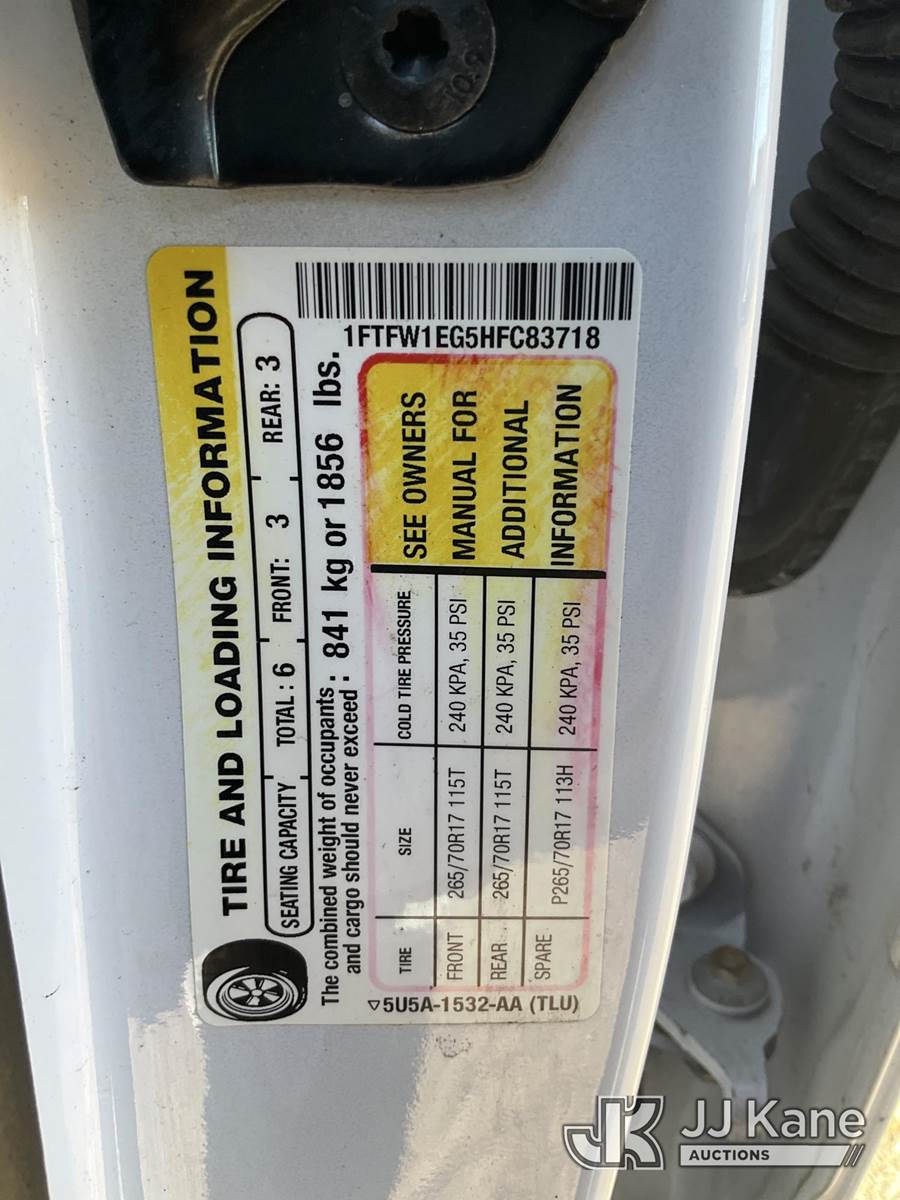 TIRE AND LOADING INFORMATION
SEATING CAPACITY TOTAL : 6 FRONT: 3 REAR: 3
The combined weight of occupants : 841 kg or 1856 lbs.
and cargo should never exceed :
TIRE SIZE COLD TIRE PRESSURE
FRONT 265/70R17 115T 240 KPA, 35 PSI
REAR 265/70R17 115T 240 KPA, 35 PSI
SPARE P265/70R17 113H 240 KPA, 35 PSI
SEE OWNERS
MANUAL FOR
ADDITIONAL
INFORMATION
5U5A-1532-AA (TLU)
1FTFW1EG5HFC83718
10.9
JK JJ Kane
AUCTIONS